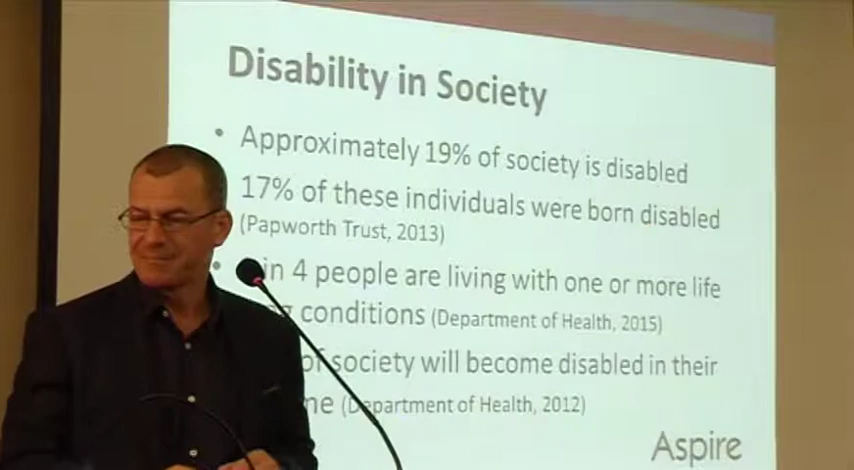 Disability in Society
• Approximately 19% of society is disabled
17% of these individuals were born disabled
(Papworth Trust, 2013)
• in 4 people are living with one or more life
conditions (Department of Health, 2015)
of society will become disabled in their
(Department of Health, 2012)
Aspire